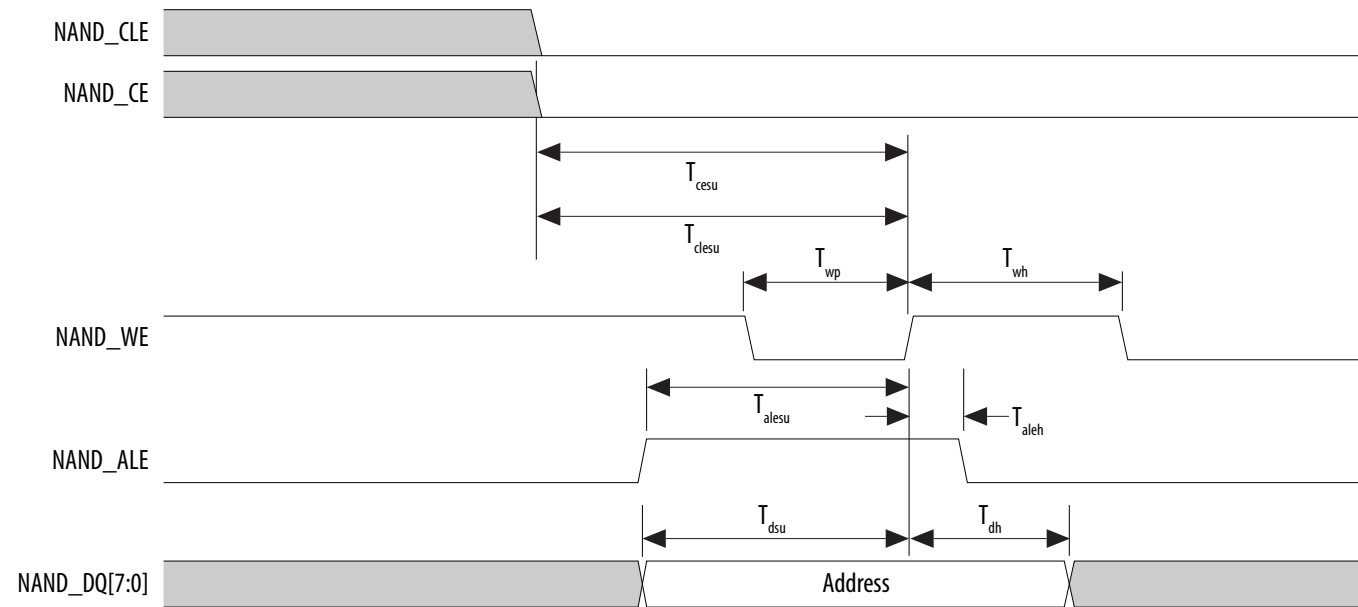 NAND_CLE
NAND_CE
Tcesu
Tclesu
Twp
Twh
NAND_WE
Talesu
Taleh
NAND_ALE
Tdsu
Tdh
NAND_DQ[7:0]
Address